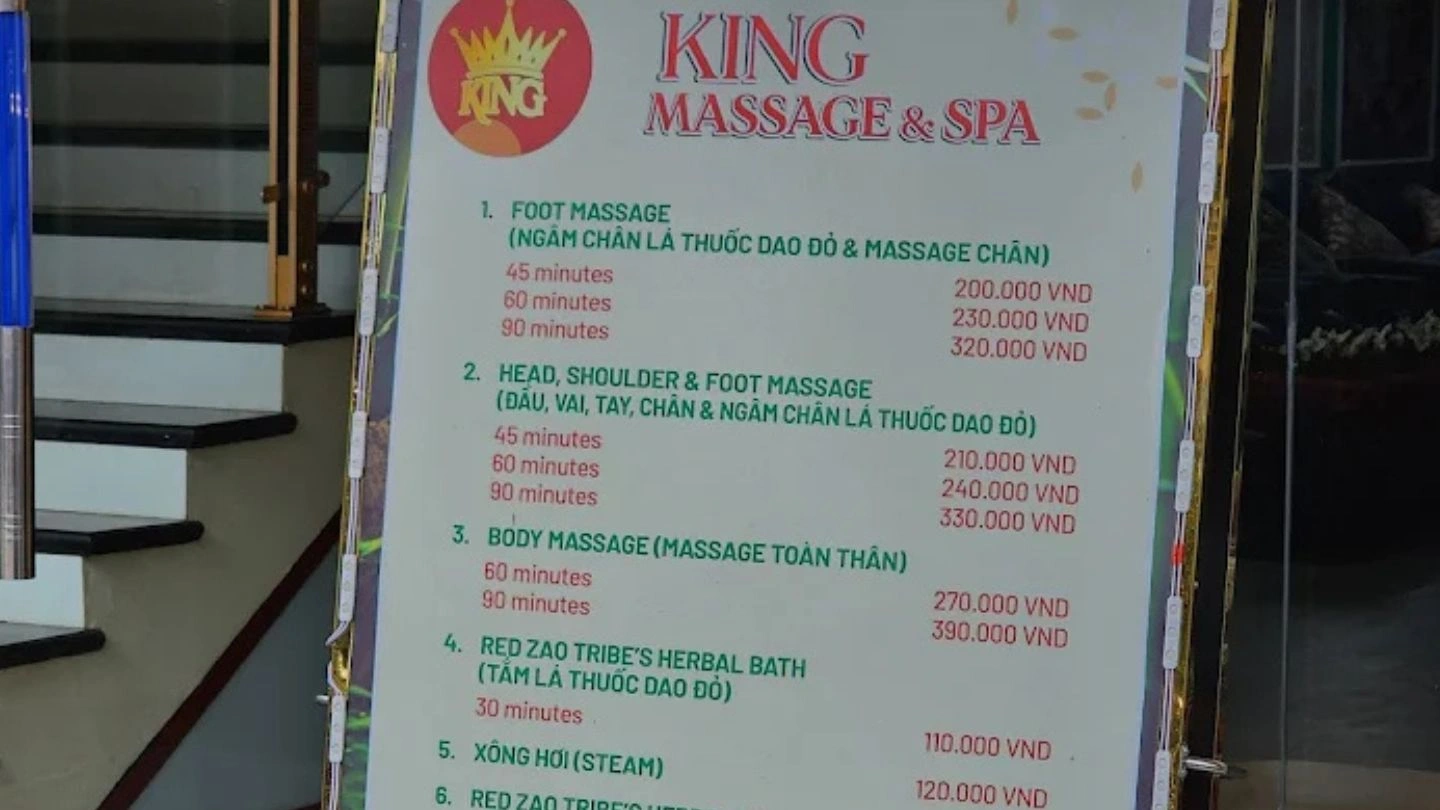 KING
KING
MASSAGE & SPA
1. FOOT MASSAGE
(NGÂM CHÂN LÁ THUỐC DAO ĐỎ & MASSAGE CHÂN)
45 minutes 200.000 VND
60 minutes 230.000 VND
90 minutes 320.000 VND
2. HEAD, SHOULDER & FOOT MASSAGE
(ĐẦU, VAI, TAY, CHÂN & NGÂM CHÂN LÁ THUỐC DAO ĐỎ)
45 minutes 210.000 VND
60 minutes 240.000 VND
90 minutes 330.000 VND
3. BODY MASSAGE (MASSAGE TOÀN THÂN)
60 minutes 270.000 VND
90 minutes 390.000 VND
4. RED ZAO TRIBE'S HERBAL BATH
(TẮM LÁ THUỐC DAO ĐỎ)
30 minutes 110.000 VND
5. XÔNG HƠI (STEAM) 120.000 VND
6. RED ZAO TRIBE'S